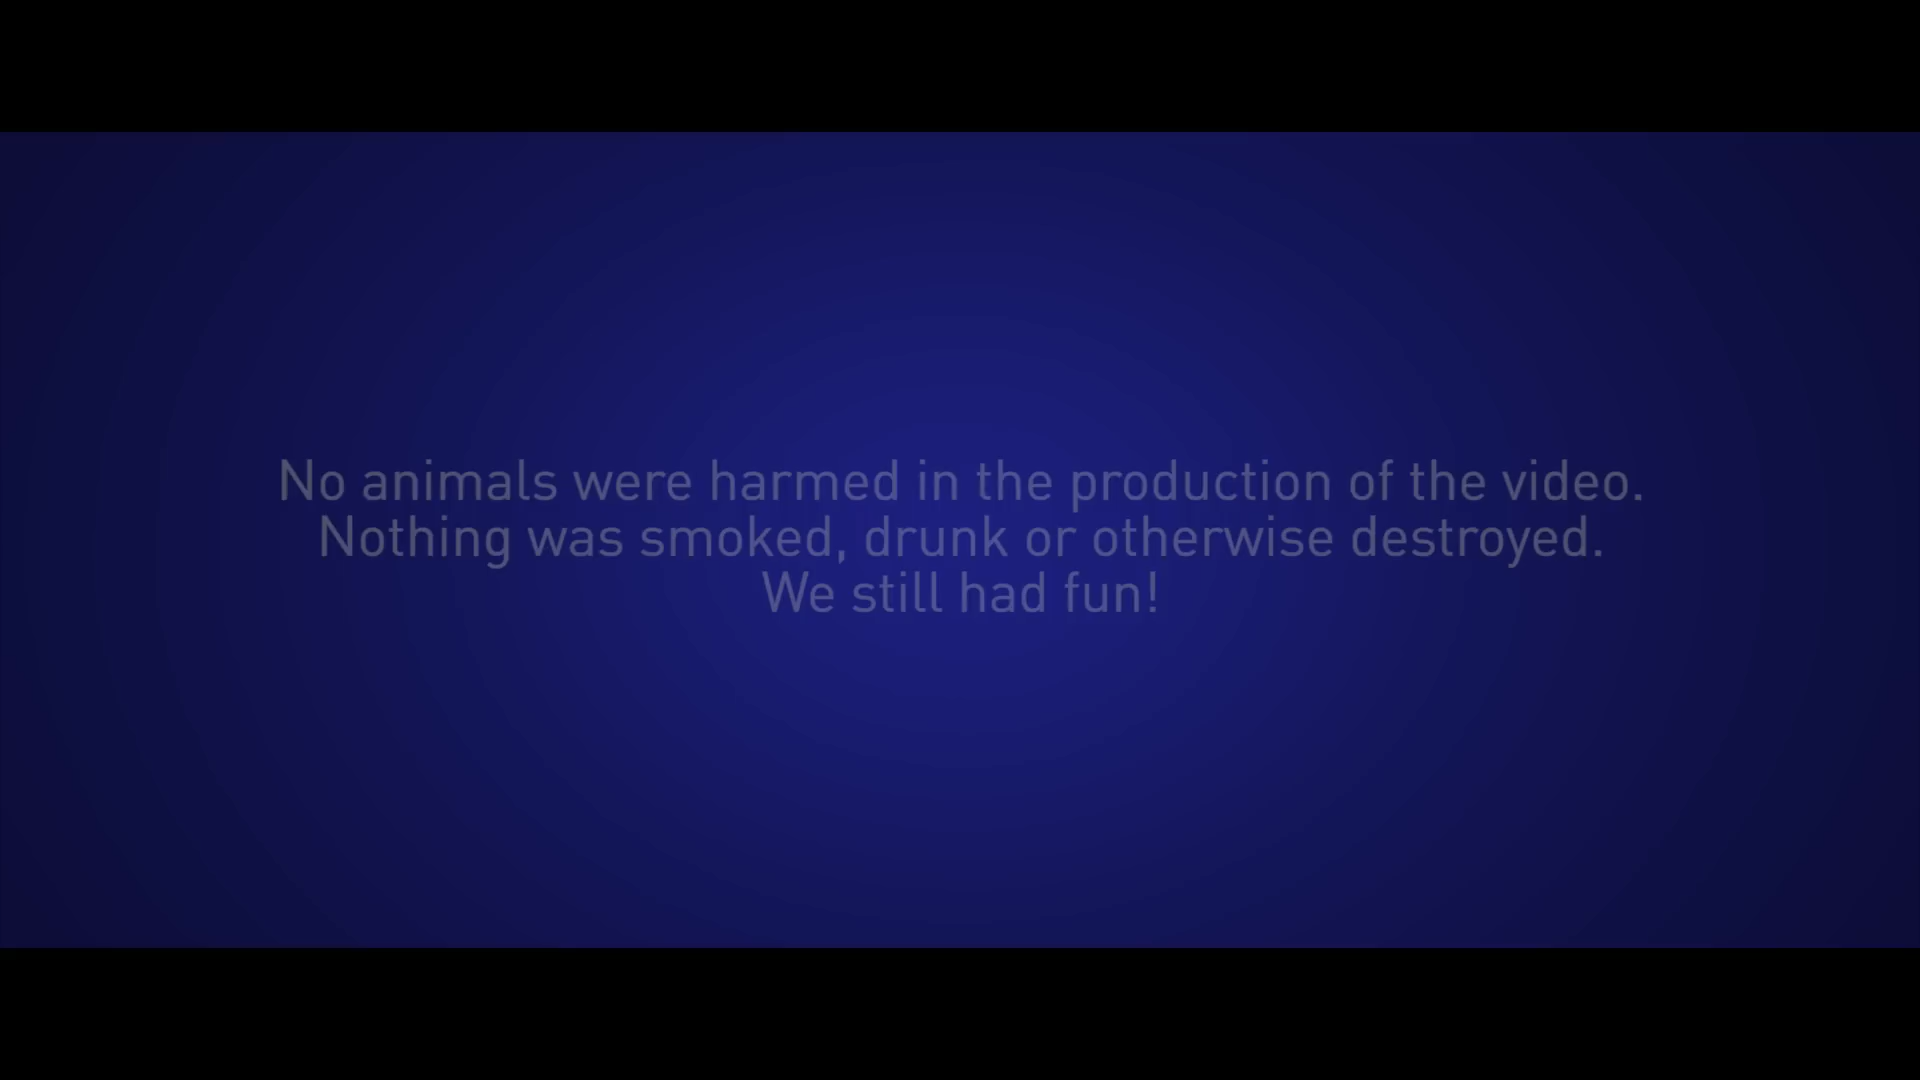 No animals were harmed in the production of the video.
Nothing was smoked, drunk or otherwise destroyed.
We still had fun!